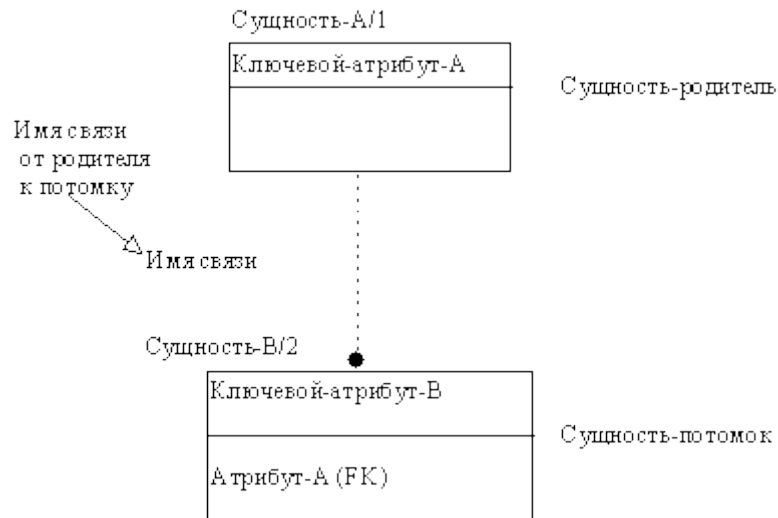 Сущность-А/1
Ключевой-атрибут-А
Сущность-родитель
Имя связи
от родителя
к потомку
Имя связи
Сущность-В/2
Ключевой-атрибут-В
Сущность-потомок
Атрибут-А (FK)